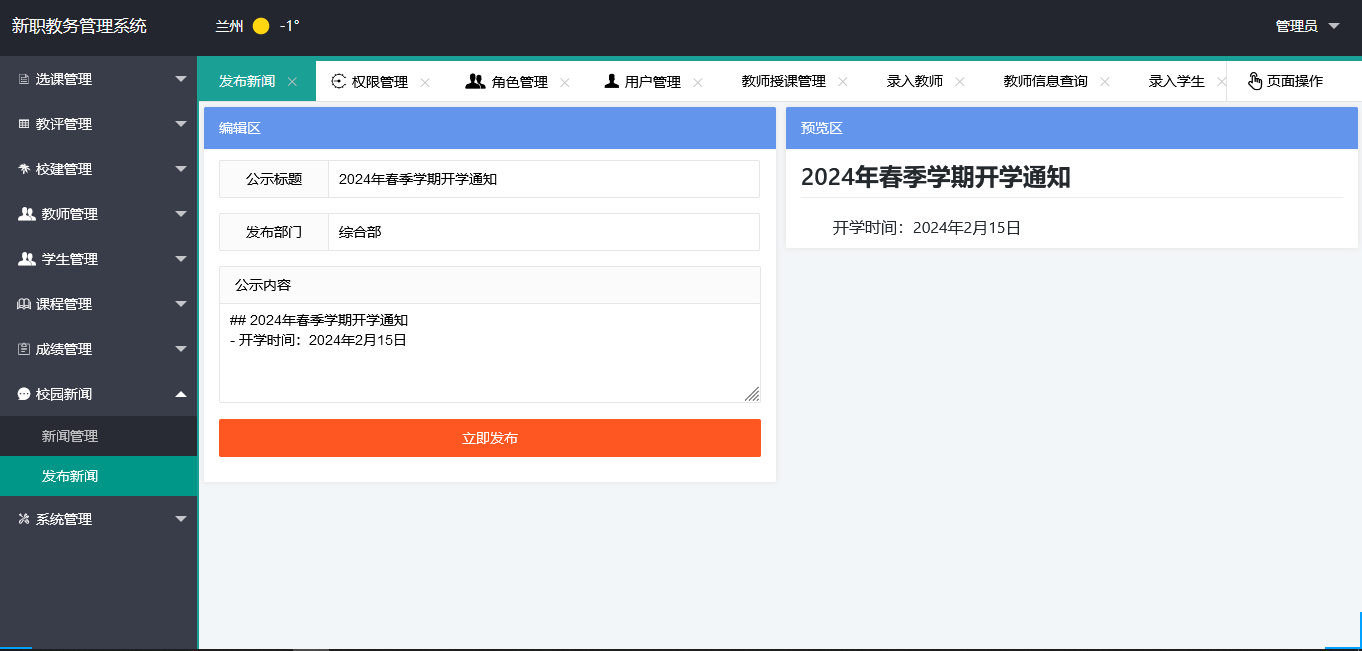 新职教务管理系统
兰州 -1°
管理员
选课管理
教评管理
校建管理
教师管理
学生管理
课程管理
成绩管理
校园新闻
新闻管理
发布新闻
系统管理
发布新闻 权限管理 角色管理 用户管理 教师授课管理 录入教师 教师信息查询 录入学生 页面操作
编辑区
公示标题 2024年春季学期开学通知
发布部门 综合部
公示内容
## 2024年春季学期开学通知
- 开学时间：2024年2月15日
立即发布
预览区
2024年春季学期开学通知
开学时间：2024年2月15日